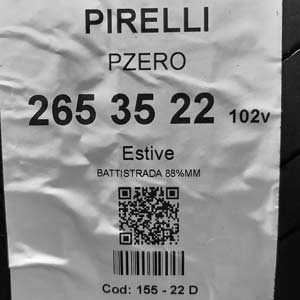 PIRELLI
PZERO
265 35 22 102v
Estive
BATTISTRADA 88%MM
Cod: 155 - 22 D